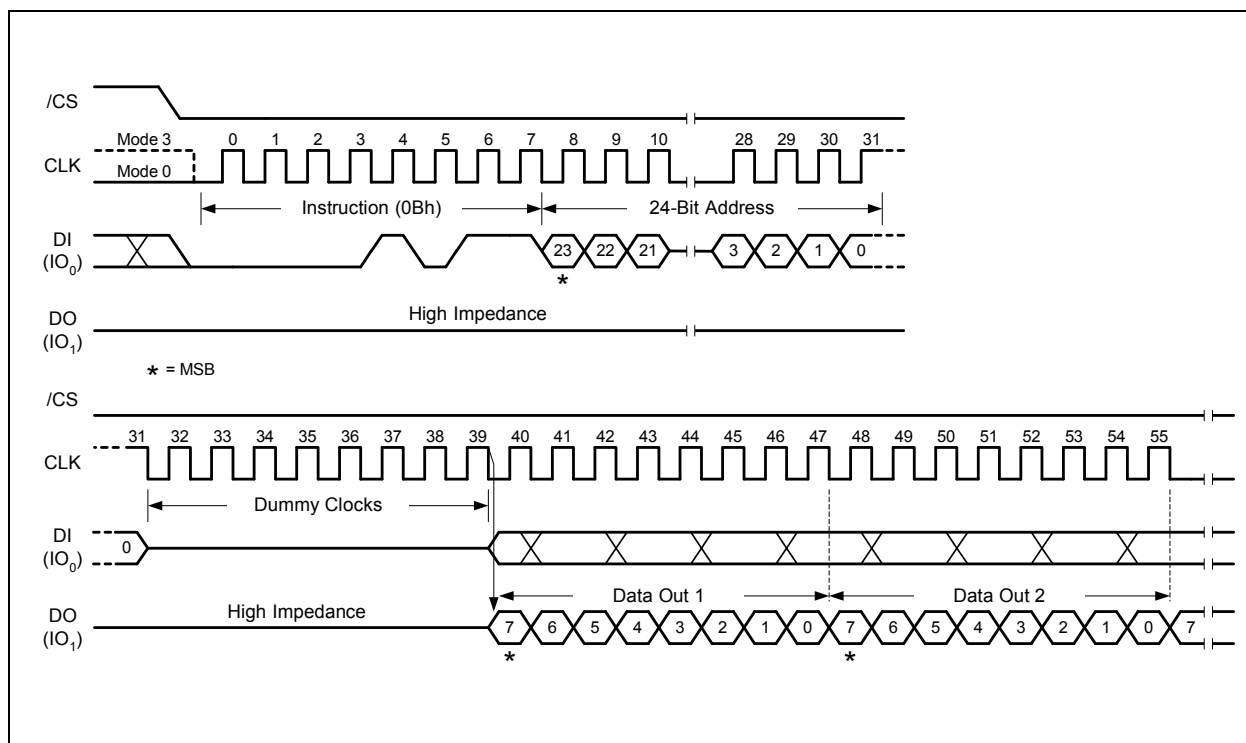 /CS
Mode 3 0 1 2 3 4 5 6 7 8 9 10 28 29 30 31
CLK
Mode 0
Instruction (0Bh) 24-Bit Address
DI
(IO0) 23 22 21 3 2 1 0
*
High Impedance
DO
(IO1)
* = MSB
/CS
31 32 33 34 35 36 37 38 39 40 41 42 43 44 45 46 47 48 49 50 51 52 53 54 55
CLK
Dummy Clocks
DI
(IO0) 0
Data Out 1 Data Out 2
High Impedance
DO
(IO1) 7 6 5 4 3 2 1 0 7 6 5 4 3 2 1 0 7
* *